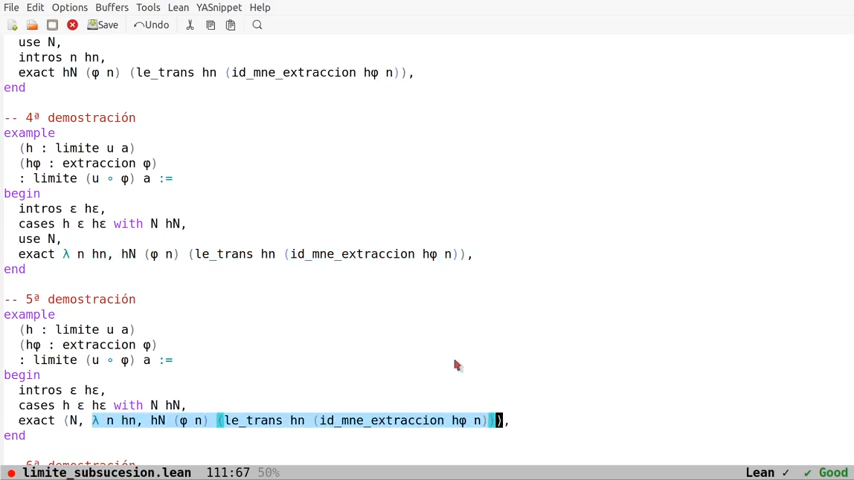 File Edit Options Buffers Tools Lean YASnippet Help
Save Undo
use N,
intros n hn,
exact hN (φ n) (le_trans hn (id_mne_extraccion hφ n)),
end
-- 4ª demostración
example
(h : limite u a)
(hφ : extraccion φ)
: limite (u ∘ φ) a :=
begin
intros ε hε,
cases h ε hε with N hN,
use N,
exact λ n hn, hN (φ n) (le_trans hn (id_mne_extraccion hφ n)),
end
-- 5ª demostración
example
(h : limite u a)
(hφ : extraccion φ)
: limite (u ∘ φ) a :=
begin
intros ε hε,
cases h ε hε with N hN,
exact ⟨N, λ n hn, hN (φ n) (le_trans hn (id_mne_extraccion hφ n))⟩,
end
-- 6ª demostración
limite_subsucesion.lean 111:67 50% Lean ✓ ✓ Good